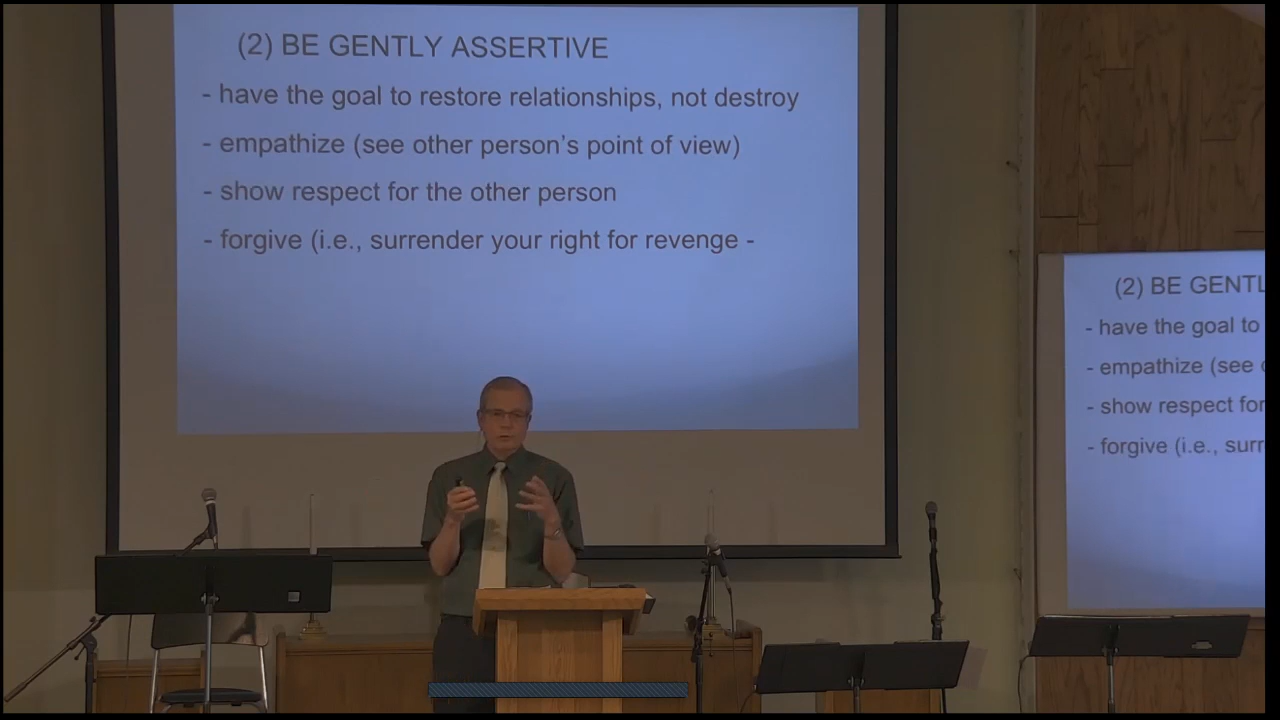 (2) BE GENTLY ASSERTIVE
- have the goal to restore relationships, not destroy
- empathize (see other person's point of view)
- show respect for the other person
- forgive (i.e., surrender your right for revenge -
(2) BE GENTL
- have the goal to
- empathize (see
- show respect for
- forgive (i.e., surr